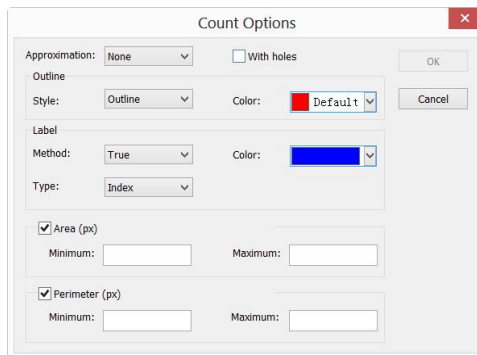 Count Options
Approximation: None With holes OK
Outline
Style: Outline Color: Default Cancel
Label
Method: True Color:
Type: Index
Area (px)
Minimum: Maximum:
Perimeter (px)
Minimum: Maximum: